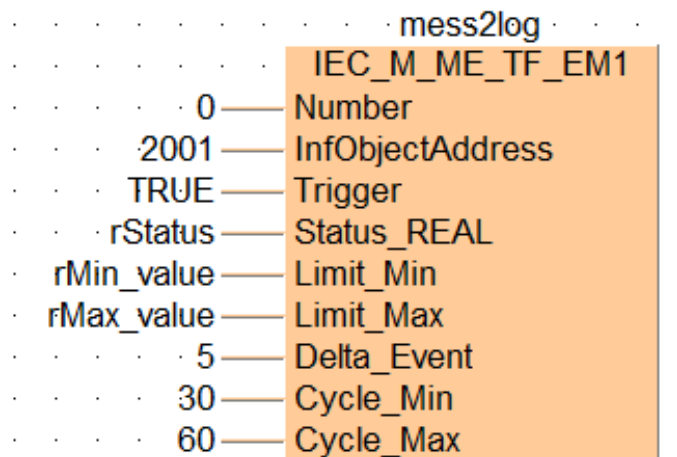 mess2log
IEC_M_ME_TF_EM1
0 Number
2001 InfObjectAddress
TRUE Trigger
rStatus Status_REAL
rMin_value Limit_Min
rMax_value Limit_Max
5 Delta_Event
30 Cycle_Min
60 Cycle_Max